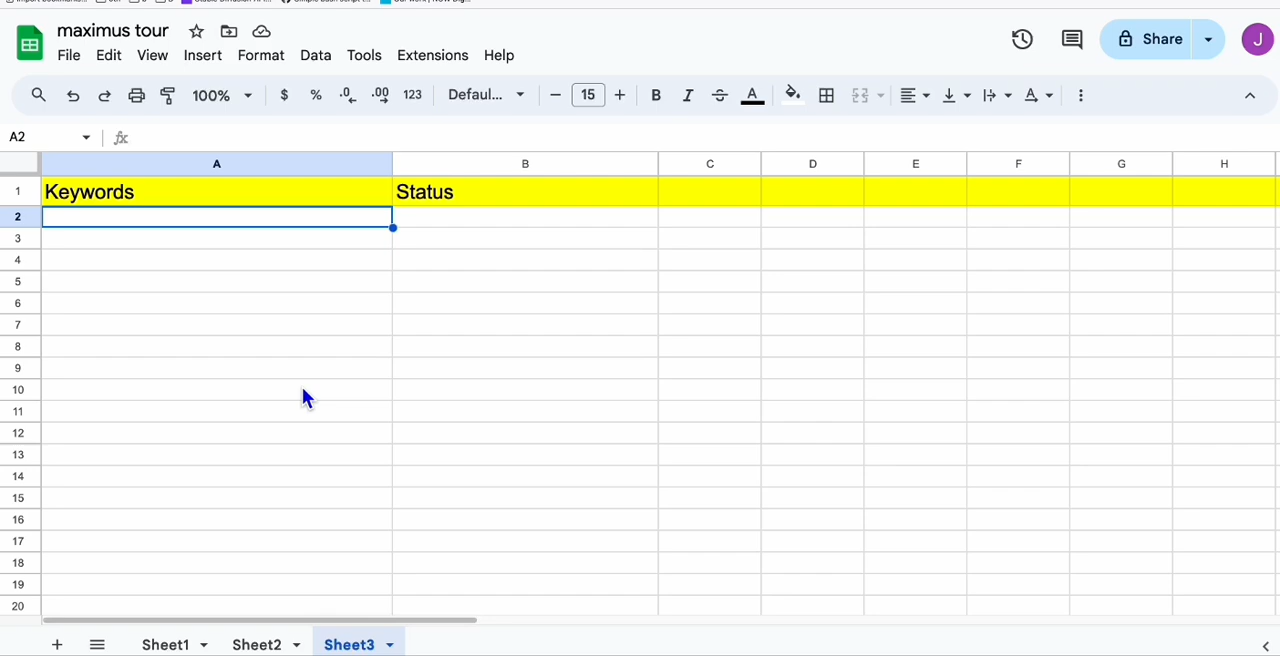 maximus tour
File Edit View Insert Format Data Tools Extensions Help
Share
J
100% $ % .0 .00 123 Defaul... 15 B I A A
A2 fx
A B C D E F G H
1 Keywords Status
2
3
4
5
6
7
8
9
10
11
12
13
14
15
16
17
18
19
20
Sheet1 Sheet2 Sheet3